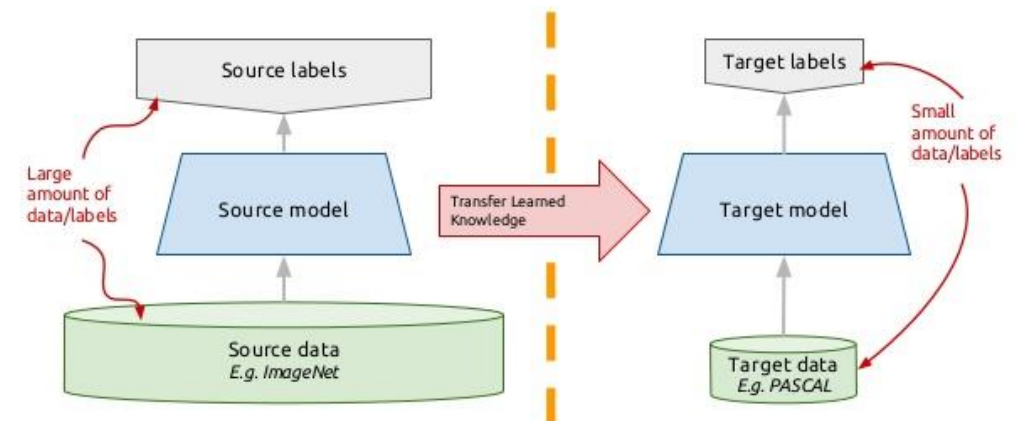 Source labels
Large
amount of
data/labels
Source model
Source data
E.g. ImageNet
Transfer Learned
Knowledge
Target labels
Small
amount of
data/labels
Target model
Target data
E.g. PASCAL